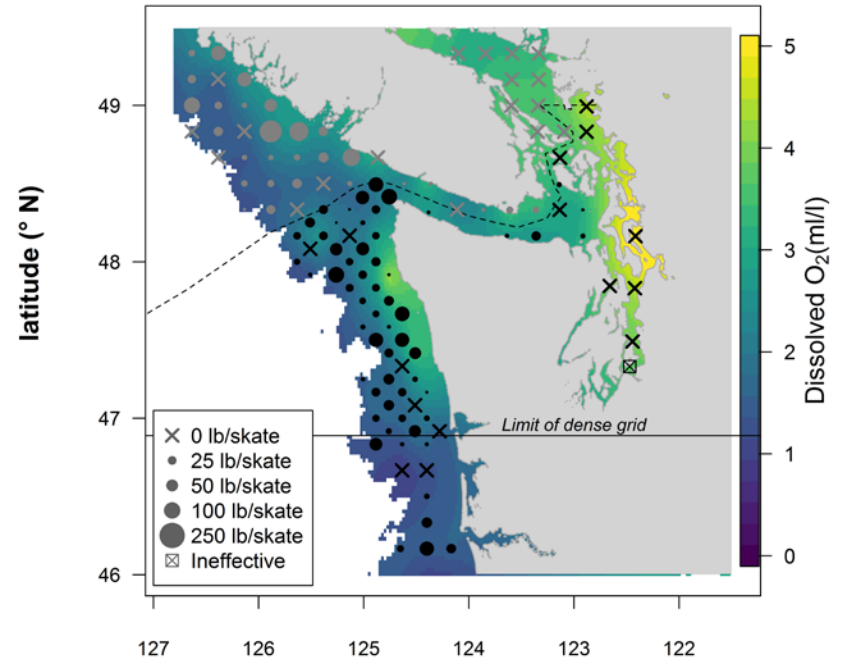 latitude (° N)
49
48
47
46
127
126
125
124
123
122
Limit of dense grid
0 lb/skate
25 lb/skate
50 lb/skate
100 lb/skate
250 lb/skate
Ineffective
5
4
3
2
1
0
Dissolved O₂(ml/l)